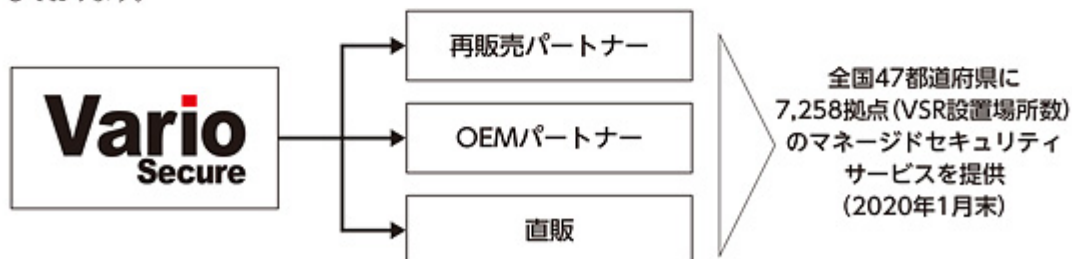 Vario
Secure
再販売パートナー
OEMパートナー
直販
全国47都道府県に
7,258拠点(VSR設置場所数)
のマネージドセキュリティ
サービスを提供
(2020年1月末)